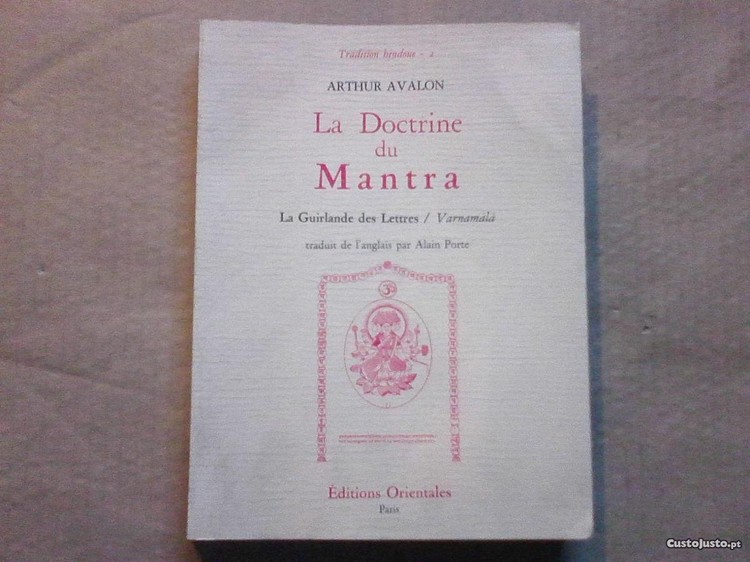 Tradition hindoue - 2
ARTHUR AVALON
La Doctrine
du
Mantra
La Guirlande des Lettres / Varnamālā
traduit de l'anglais par Alain Porte
Éditions Orientales
Paris
CustoJusto.pt